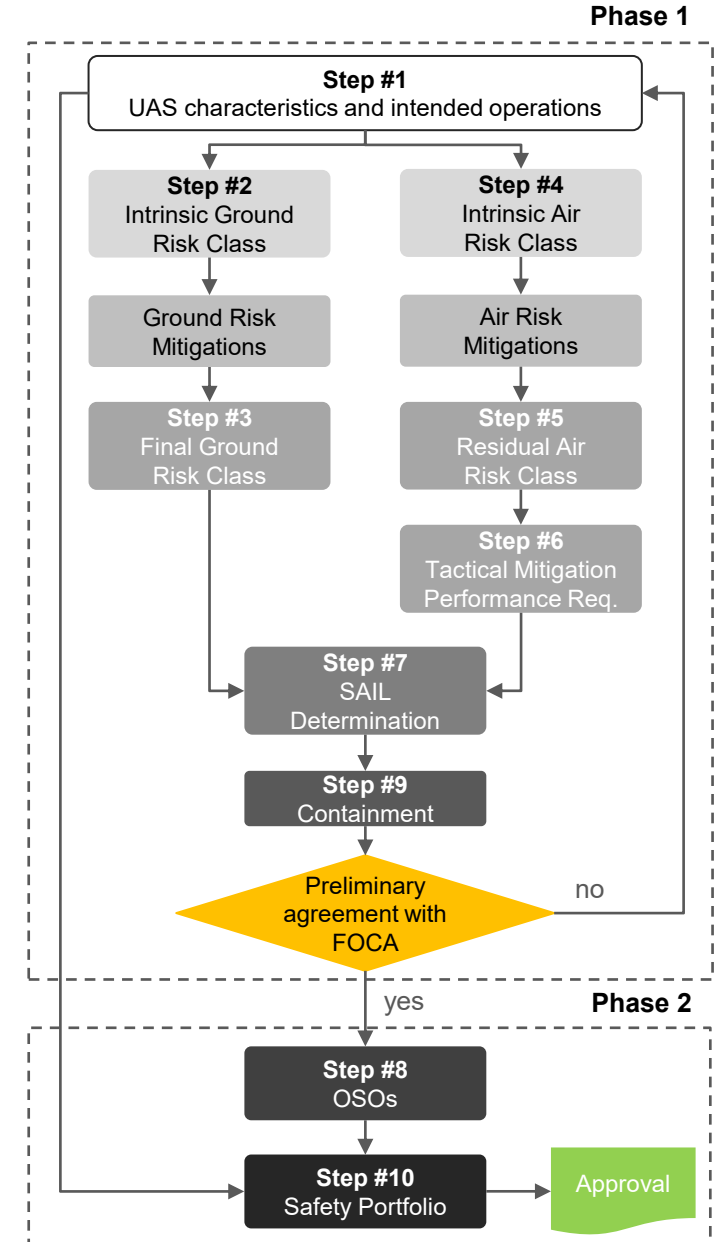 Phase 1
Step #1
UAS characteristics and intended operations
Step #2
Intrinsic Ground
Risk Class
Step #4
Intrinsic Air
Risk Class
Ground Risk
Mitigations
Air Risk
Mitigations
Step #3
Final Ground
Risk Class
Step #5
Residual Air
Risk Class
Step #6
Tactical Mitigation
Performance Req.
Step #7
SAIL
Determination
Step #9
Containment
Preliminary
agreement with
FOCA
no
yes
Phase 2
Step #8
OSOs
Step #10
Safety Portfolio
Approval